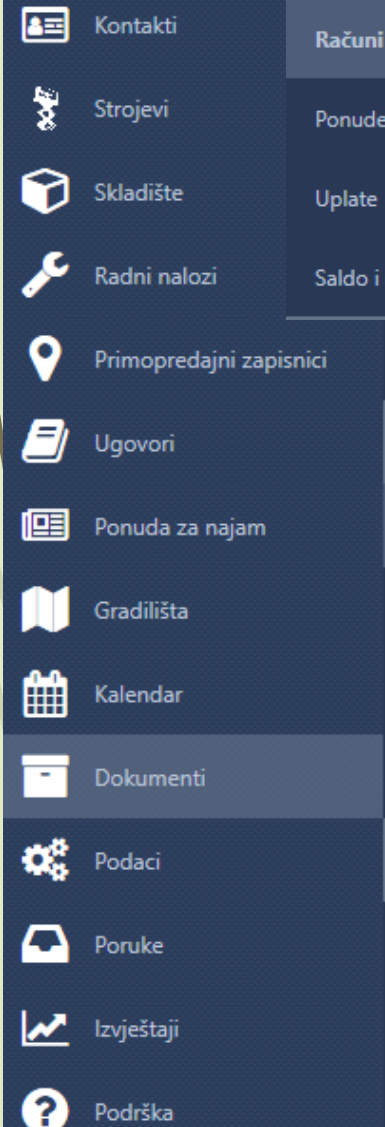 Kontakti
Strojevi
Skladište
Radni nalozi
Primopredajni zapisnici
Ugovori
Ponuda za najam
Gradilišta
Kalendar
Dokumenti
Podaci
Poruke
Izvještaji
Podrška
Računi
Ponude
Uplate
Saldo i